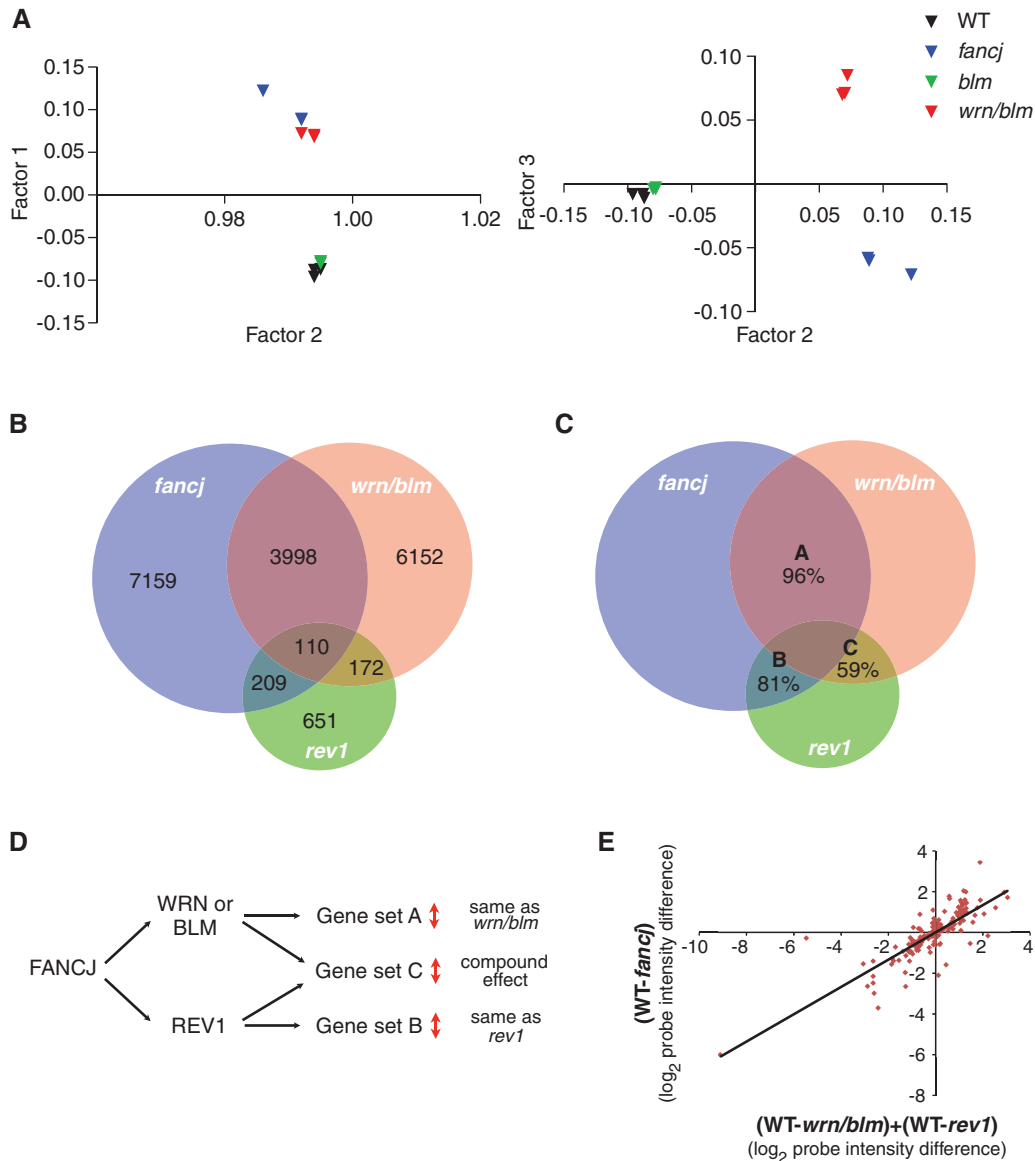 A
WT
fancj
blm
wrn/blm
0.15
0.10
0.05
0.00
-0.05
-0.10
-0.15
0.98
1.00
1.02
Factor 1
Factor 2
0.10
0.05
-0.05
-0.10
-0.15
-0.10
-0.05
0.05
0.10
0.15
Factor 3
Factor 2
B
fancj
wrn/blm
7159
3998
6152
110
209
172
651
rev1
C
fancj
wrn/blm
A
96%
B
81%
C
59%
rev1
D
FANCJ
WRN or
BLM
REV1
Gene set A
same as
wrn/blm
Gene set C
compound
effect
Gene set B
same as
rev1
E
(WT-fancj)
(log2 probe intensity difference)
4
2
0
-2
-4
-6
-8
-10
-8
-6
-4
-2
0
2
4
(WT-wrn/blm)+(WT-rev1)
(log2 probe intensity difference)